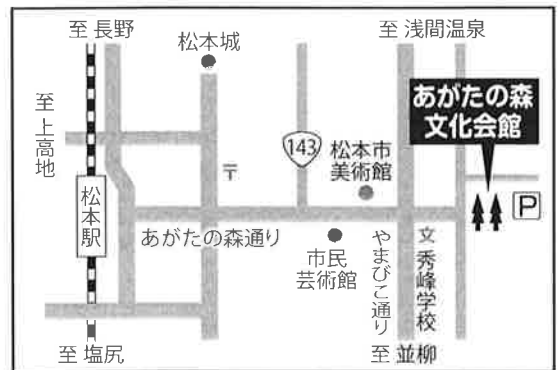 至 長野
松本城
至 浅間温泉
至 上高地
あがたの森
文化会館
143
松本市
美術館
〒
P
松本駅
あがたの森通り
市民
芸術館
やまびこ通り
文 秀峰学校
至 塩尻
至 並柳